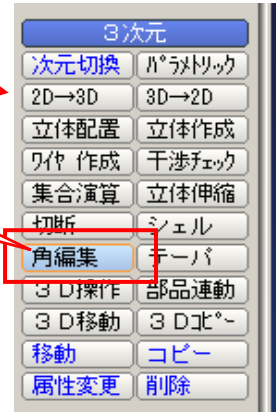 ３次元
次元切換 ﾊﾟﾗﾒﾄﾘｯｸ
2D→3D 3D→2D
立体配置 立体作成
ﾜｲﾔ 作成 干渉ﾁｪｯｸ
集合演算 立体伸縮
切断 シェル
角編集 テーパ
３Ｄ操作 部品連動
３Ｄ移動 ３Ｄｺﾋﾟｰ
移動 コピー
属性変更 削除